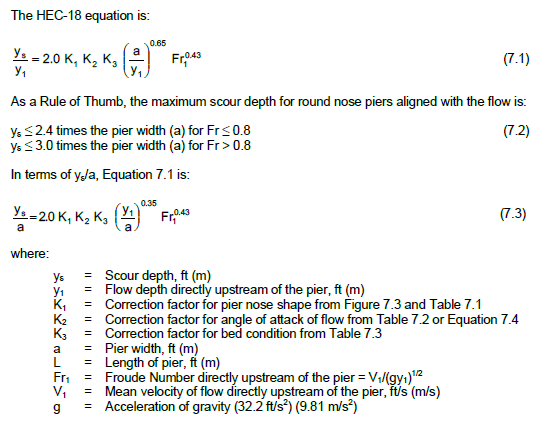 The HEC-18 equation is:
yₛ/y₁ = 2.0 K₁ K₂ K₃ (a/y₁)^0.65 Fr₁^0.43 (7.1)
As a Rule of Thumb, the maximum scour depth for round nose piers aligned with the flow is:
yₛ ≤ 2.4 times the pier width (a) for Fr ≤ 0.8 (7.2)
yₛ ≤ 3.0 times the pier width (a) for Fr > 0.8
In terms of yₛ/a, Equation 7.1 is:
yₛ/a = 2.0 K₁ K₂ K₃ (y₁/a)^0.35 Fr₁^0.43 (7.3)
where:
yₛ = Scour depth, ft (m)
y₁ = Flow depth directly upstream of the pier, ft (m)
K₁ = Correction factor for pier nose shape from Figure 7.3 and Table 7.1
K₂ = Correction factor for angle of attack of flow from Table 7.2 or Equation 7.4
K₃ = Correction factor for bed condition from Table 7.3
a = Pier width, ft (m)
L = Length of pier, ft (m)
Fr₁ = Froude Number directly upstream of the pier = V₁/(gy₁)^1/2
V₁ = Mean velocity of flow directly upstream of the pier, ft/s (m/s)
g = Acceleration of gravity (32.2 ft/s²) (9.81 m/s²)